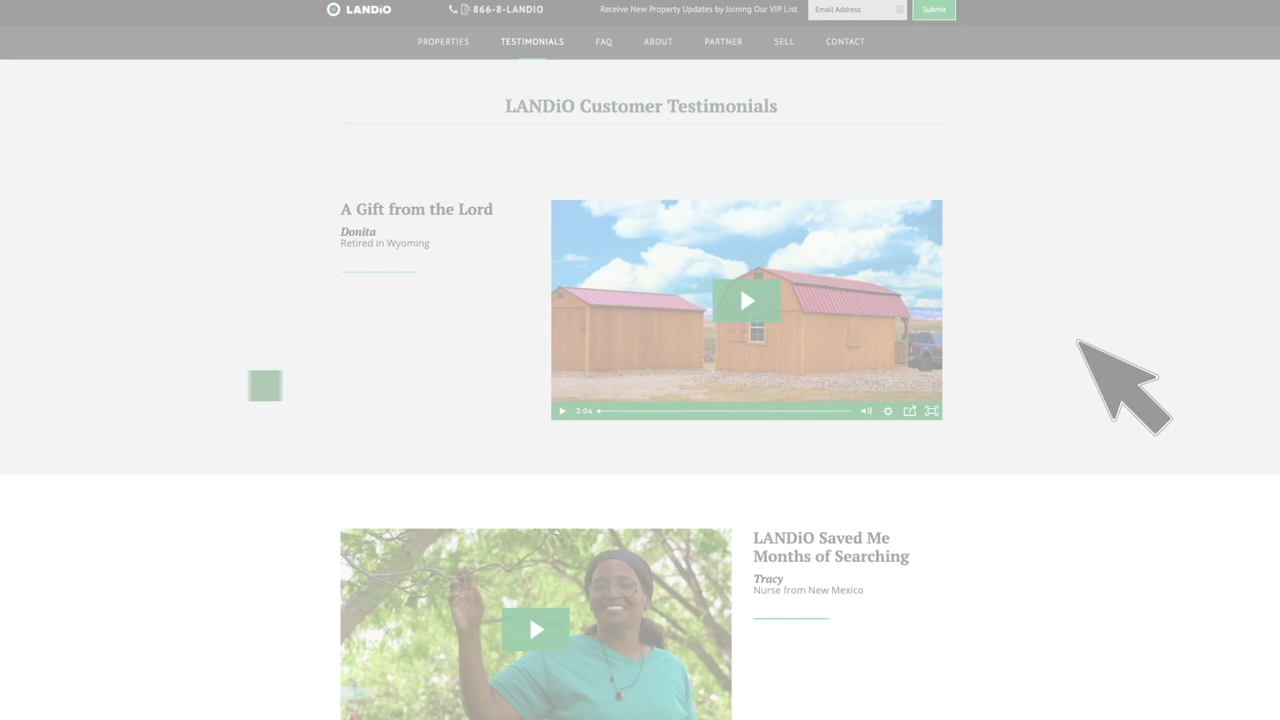 LANDiO
866-8-LANDIO
Receive New Property Updates by Joining Our VIP List
Email Address
Submit
PROPERTIES
TESTIMONIALS
FAQ
ABOUT
PARTNER
SELL
CONTACT
LANDiO Customer Testimonials
A Gift from the Lord
Donita
Retired in Wyoming
3:04
LANDiO Saved Me
Months of Searching
Tracy
Nurse from New Mexico